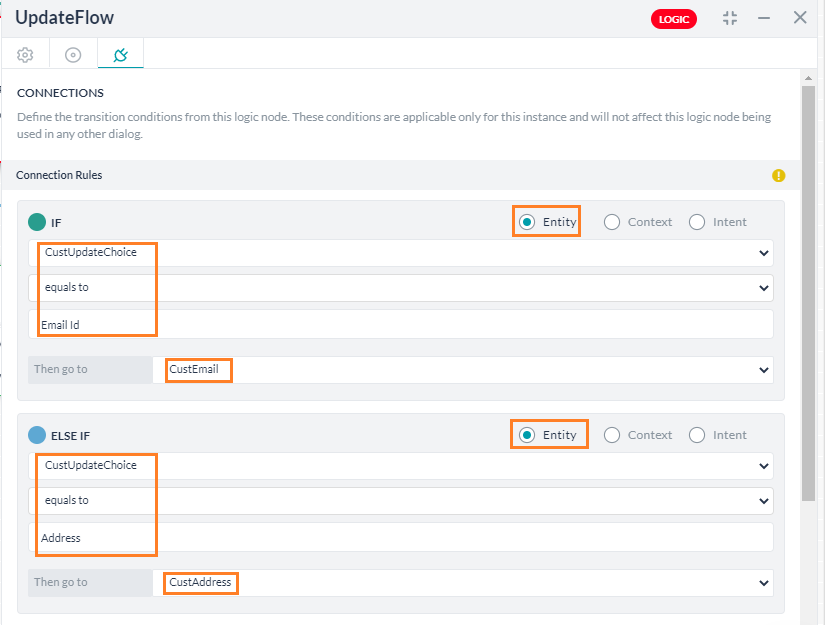 UpdateFlow
LOGIC
CONNECTIONS
Define the transition conditions from this logic node. These conditions are applicable only for this instance and will not affect this logic node being
used in any other dialog.
Connection Rules
IF
Entity
Context
Intent
CustUpdateChoice
equals to
Email Id
Then go to
CustEmail
ELSE IF
Entity
Context
Intent
CustUpdateChoice
equals to
Address
Then go to
CustAddress